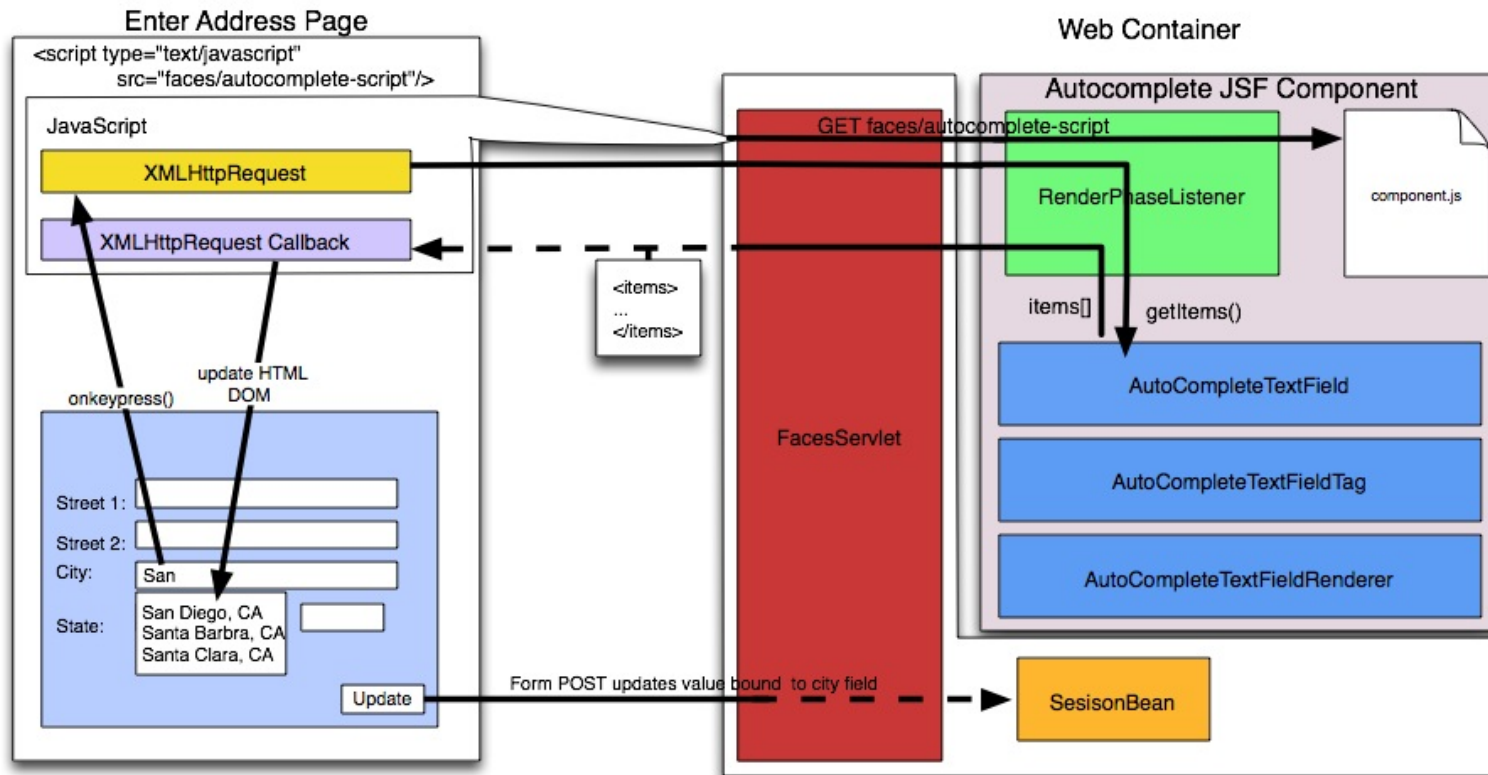 Enter Address Page
<script type="text/javascript"
src="faces/autocomplete-script"/>
JavaScript
XMLHttpRequest
XMLHttpRequest Callback
onkeypress()
update HTML
DOM
Street 1:
Street 2:
City:
San
State:
San Diego, CA
Santa Barbra, CA
Santa Clara, CA
Update
<items>
...
</items>
Form POST updates value bound to city field
Web Container
FacesServlet
Autocomplete JSF Component
GET faces/autocomplete-script
RenderPhaseListener
component.js
items[]
getItems()
AutoCompleteTextField
AutoCompleteTextFieldTag
AutoCompleteTextFieldRenderer
SesisonBean